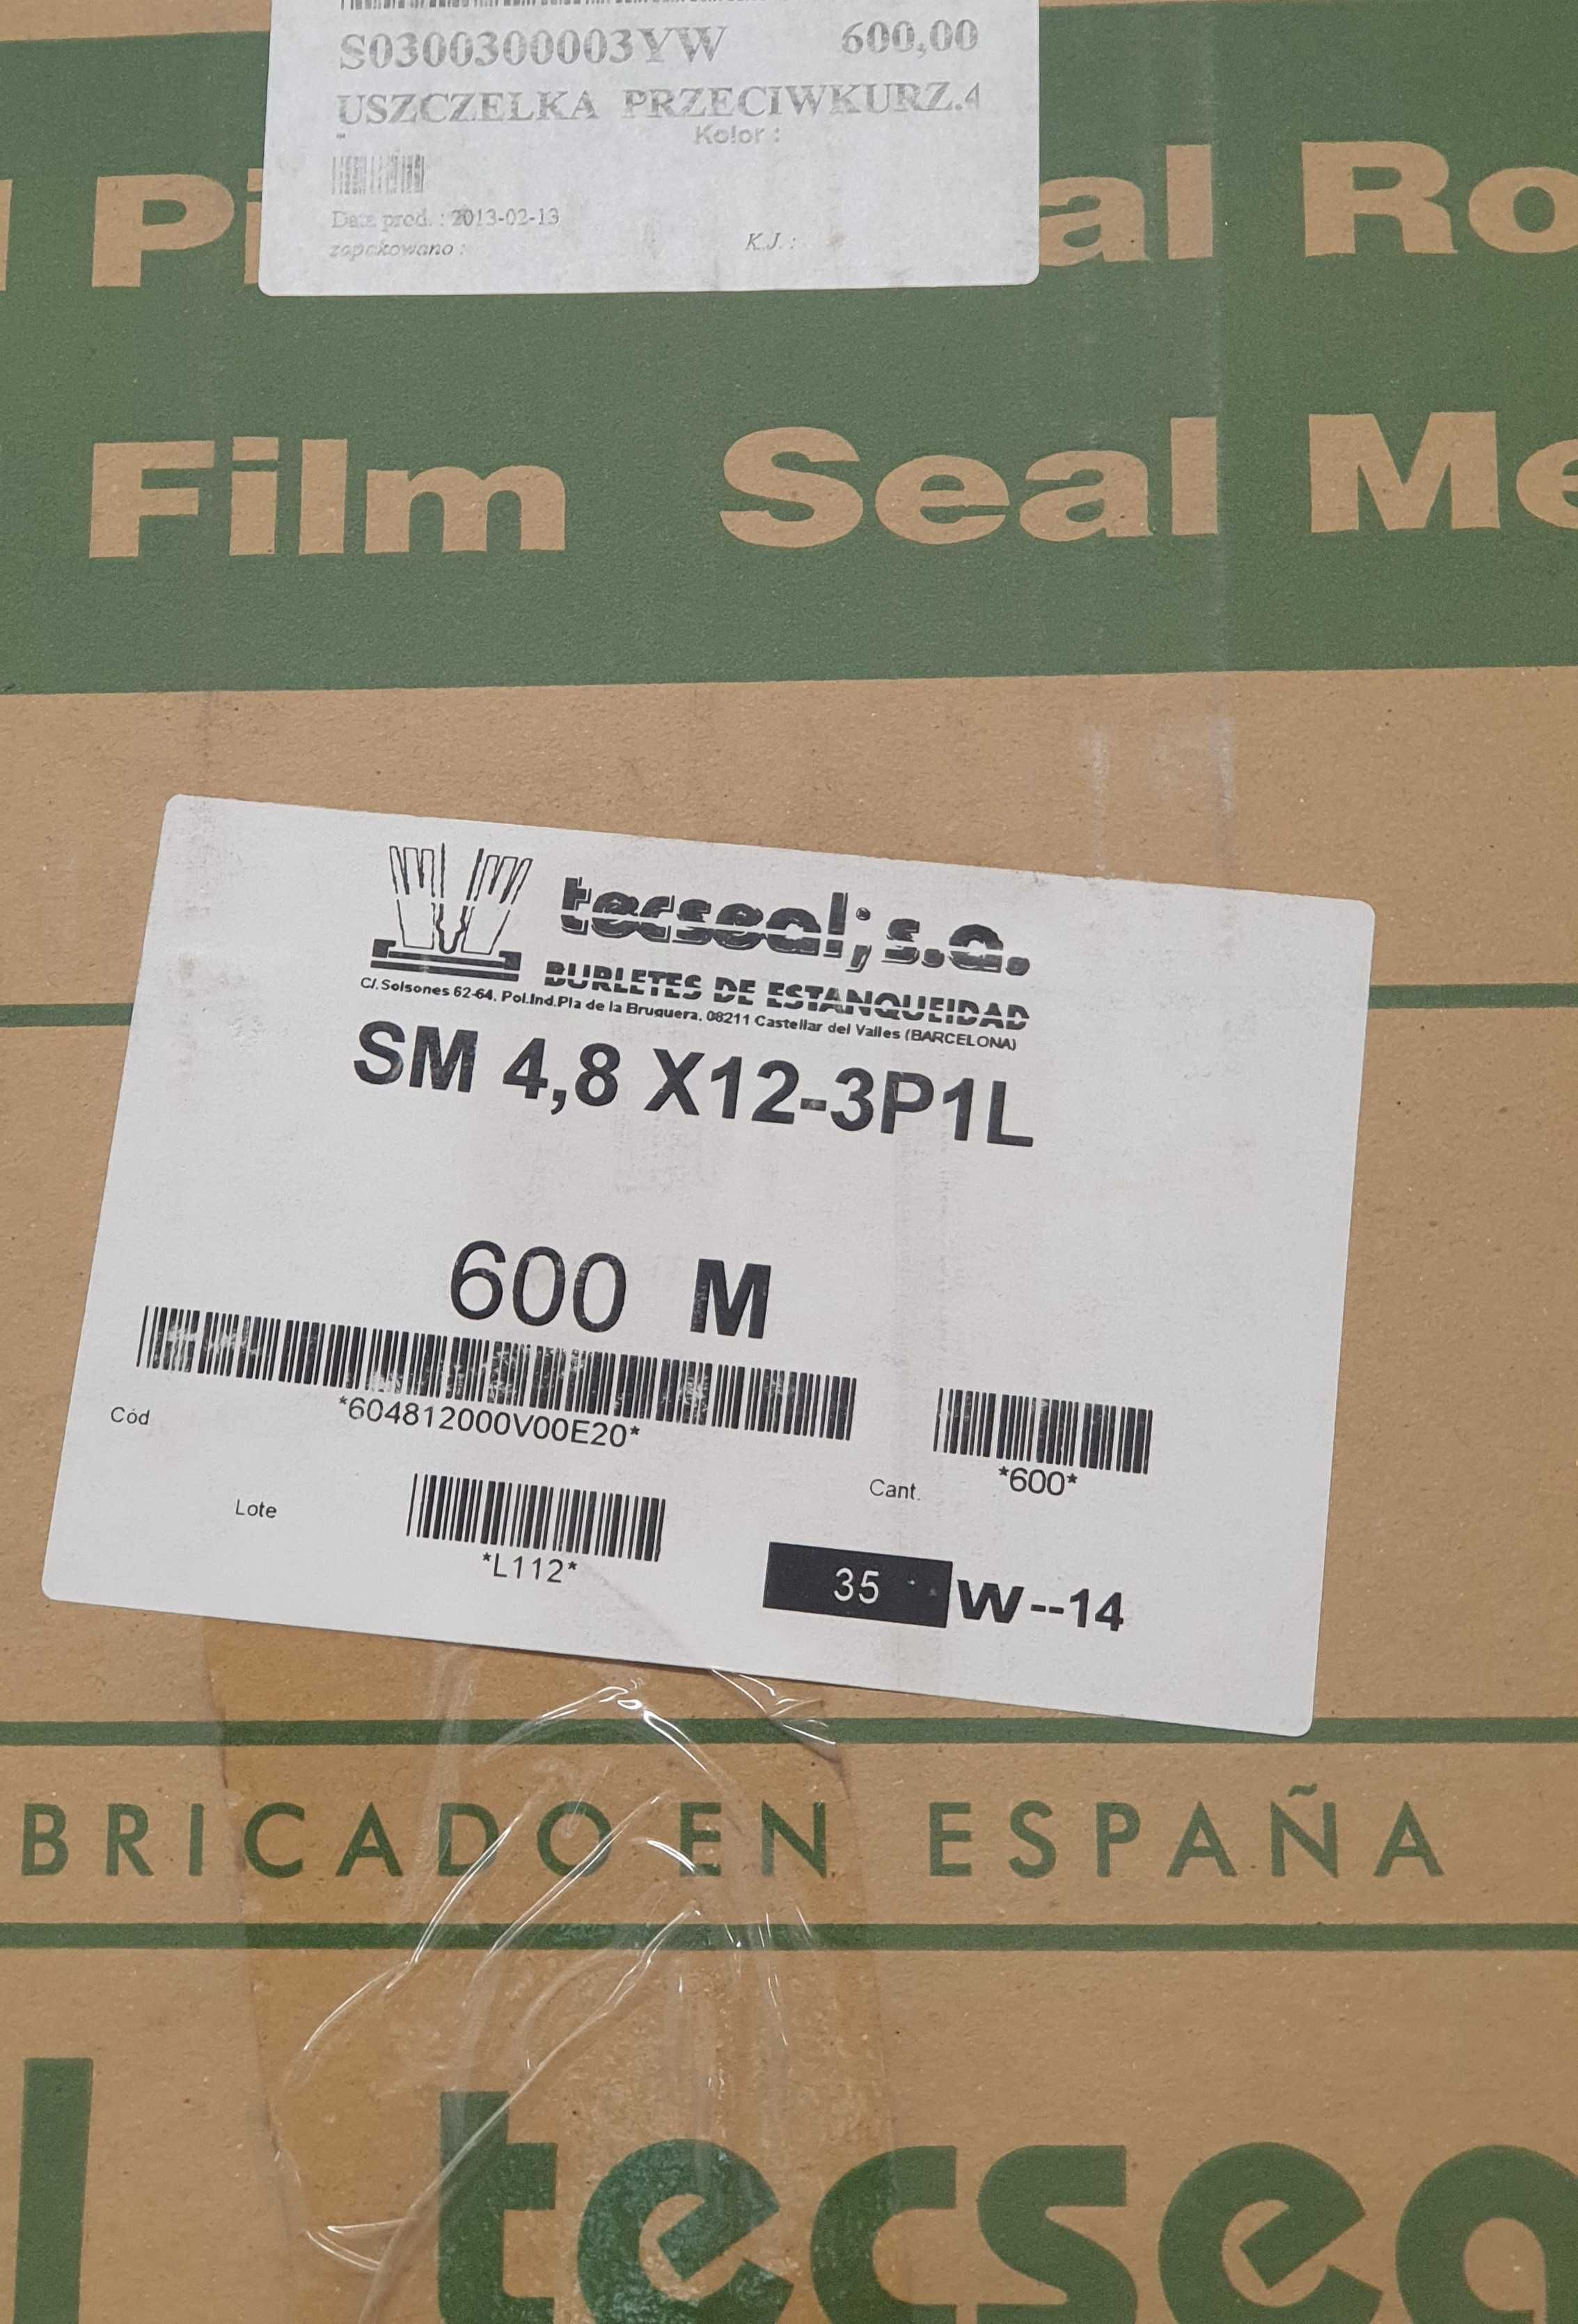 S0300300003YW 600,00
USZCZELKA PRZECIWKURZ.4
Kolor :
Data prod. : 2013-02-13
zapakowano : K.J. :
Pi al Ro
Film Seal Me
tecseal; s.a.
BURLETES DE ESTANQUEIDAD
C/.Solsones 62-64. Pol.Ind.Pla de la Bruguera. 08211 Castellar del Valles (BARCELONA)
SM 4,8 X12-3P1L
600 M
Cód *604812000V00E20*
Cant. *600*
Lote *L112*
35 W--14
BRICADO EN ESPAÑA
l tecsea